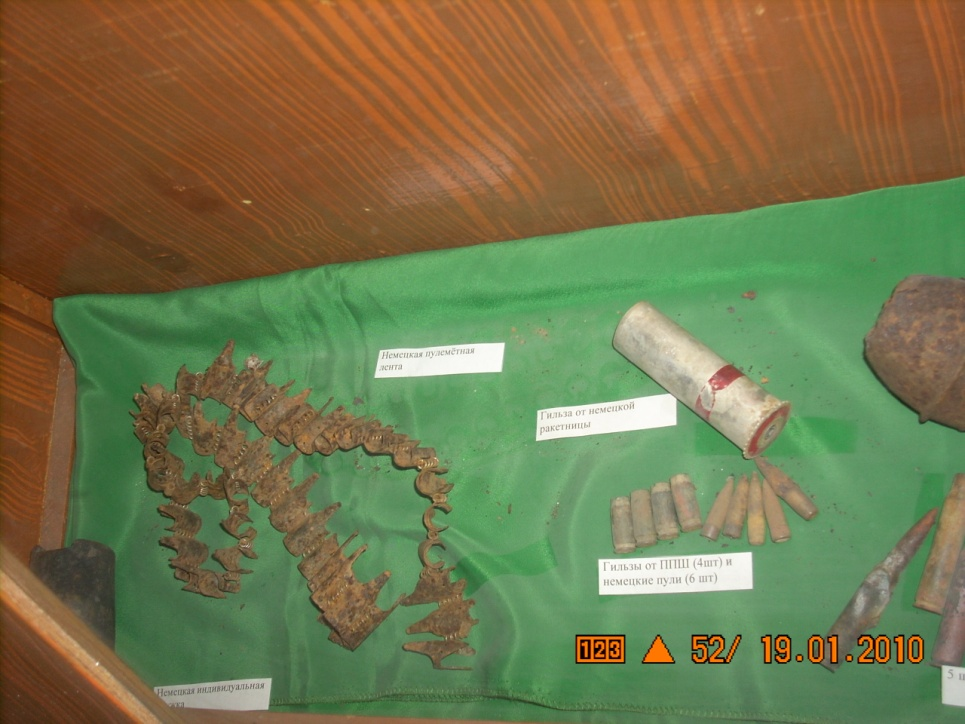 Немецкая пулемётная
лента
Гильза от немецкой
ракетницы
Гильзы от ППШ (4шт) и
немецкие пули (6 шт)
Немецкая индивидуальная
5
123 52/ 19.01.2010